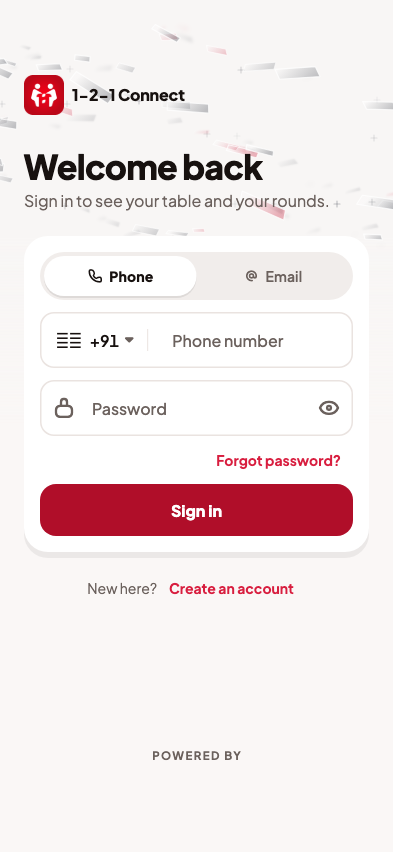 1-2-1 Connect
Welcome back
Sign in to see your table and your rounds.
Phone
@ Email
+91
Phone number
Password
Forgot password?
Sign in
New here? Create an account
POWERED BY